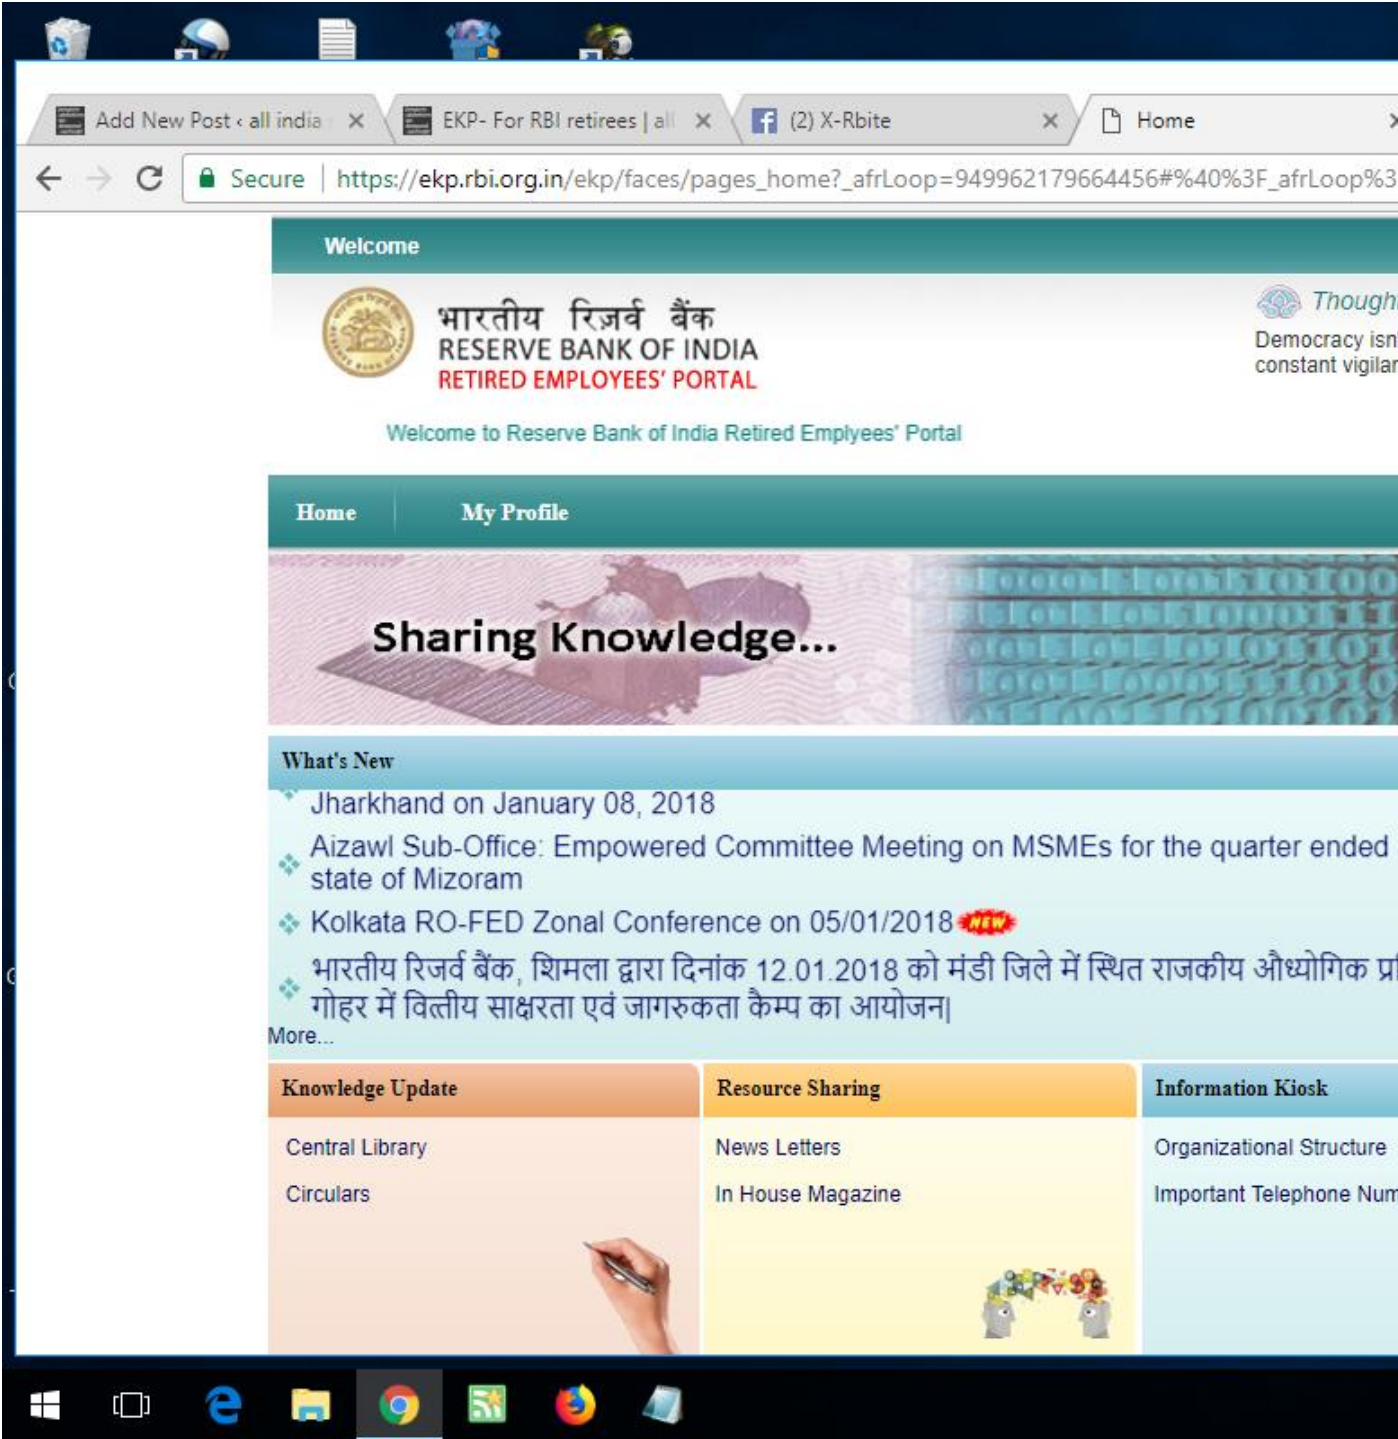 Add New Post ‹ all india
EKP- For RBI retirees | all
(2) X-Rbite
Home
Secure | https://ekp.rbi.org.in/ekp/faces/pages_home?_afrLoop=949962179664456#%40%3F_afrLoop%3
Welcome
भारतीय रिज़र्व बैंक
RESERVE BANK OF INDIA
RETIRED EMPLOYEES' PORTAL
Though
Democracy isn'
constant vigilan
Welcome to Reserve Bank of India Retired Emplyees' Portal
Home
My Profile
Sharing Knowledge...
What's New
Jharkhand on January 08, 2018
Aizawl Sub-Office: Empowered Committee Meeting on MSMEs for the quarter ended
state of Mizoram
Kolkata RO-FED Zonal Conference on 05/01/2018 NEW
भारतीय रिजर्व बैंक, शिमला द्वारा दिनांक 12.01.2018 को मंडी जिले में स्थित राजकीय औध्योगिक प्र
गोहर में वित्तीय साक्षरता एवं जागरुकता कैम्प का आयोजन|
More...
Knowledge Update
Resource Sharing
Information Kiosk
Central Library
News Letters
Organizational Structure
Circulars
In House Magazine
Important Telephone Num